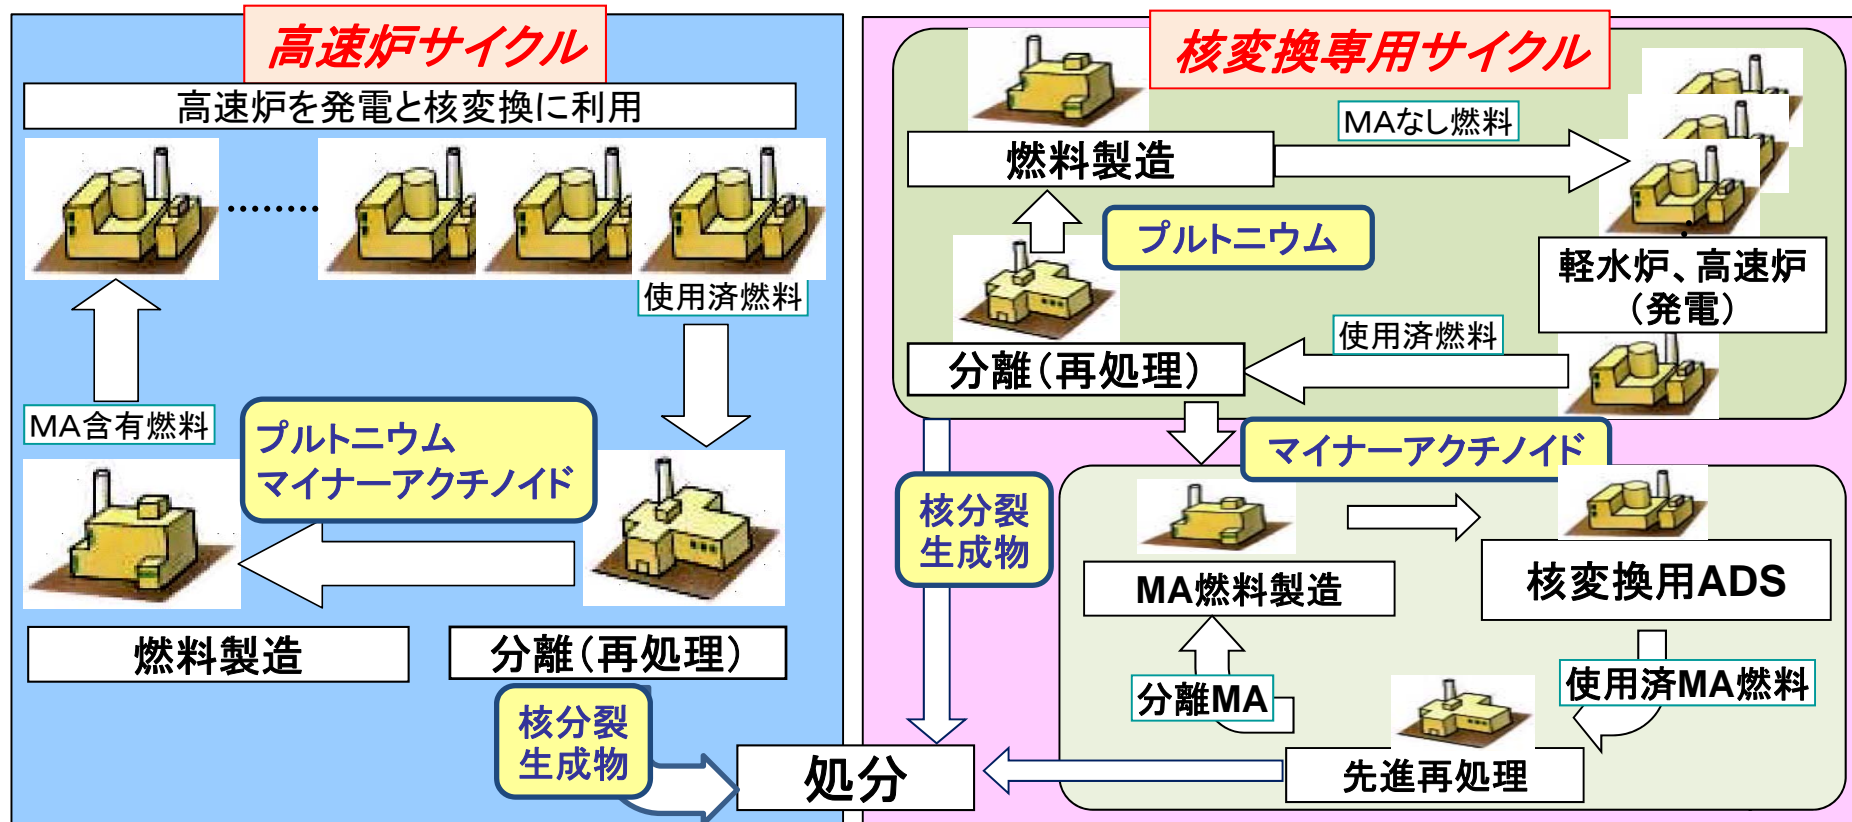 高速炉サイクル
高速炉を発電と核変換に利用
使用済燃料
MA含有燃料
プルトニウム
マイナーアクチノイド
燃料製造
分離(再処理)
核分裂
生成物
処分
核変換専用サイクル
MAなし燃料
燃料製造
プルトニウム
軽水炉、高速炉
(発電)
使用済燃料
分離(再処理)
マイナーアクチノイド
核分裂
生成物
MA燃料製造
核変換用ADS
分離MA
使用済MA燃料
先進再処理